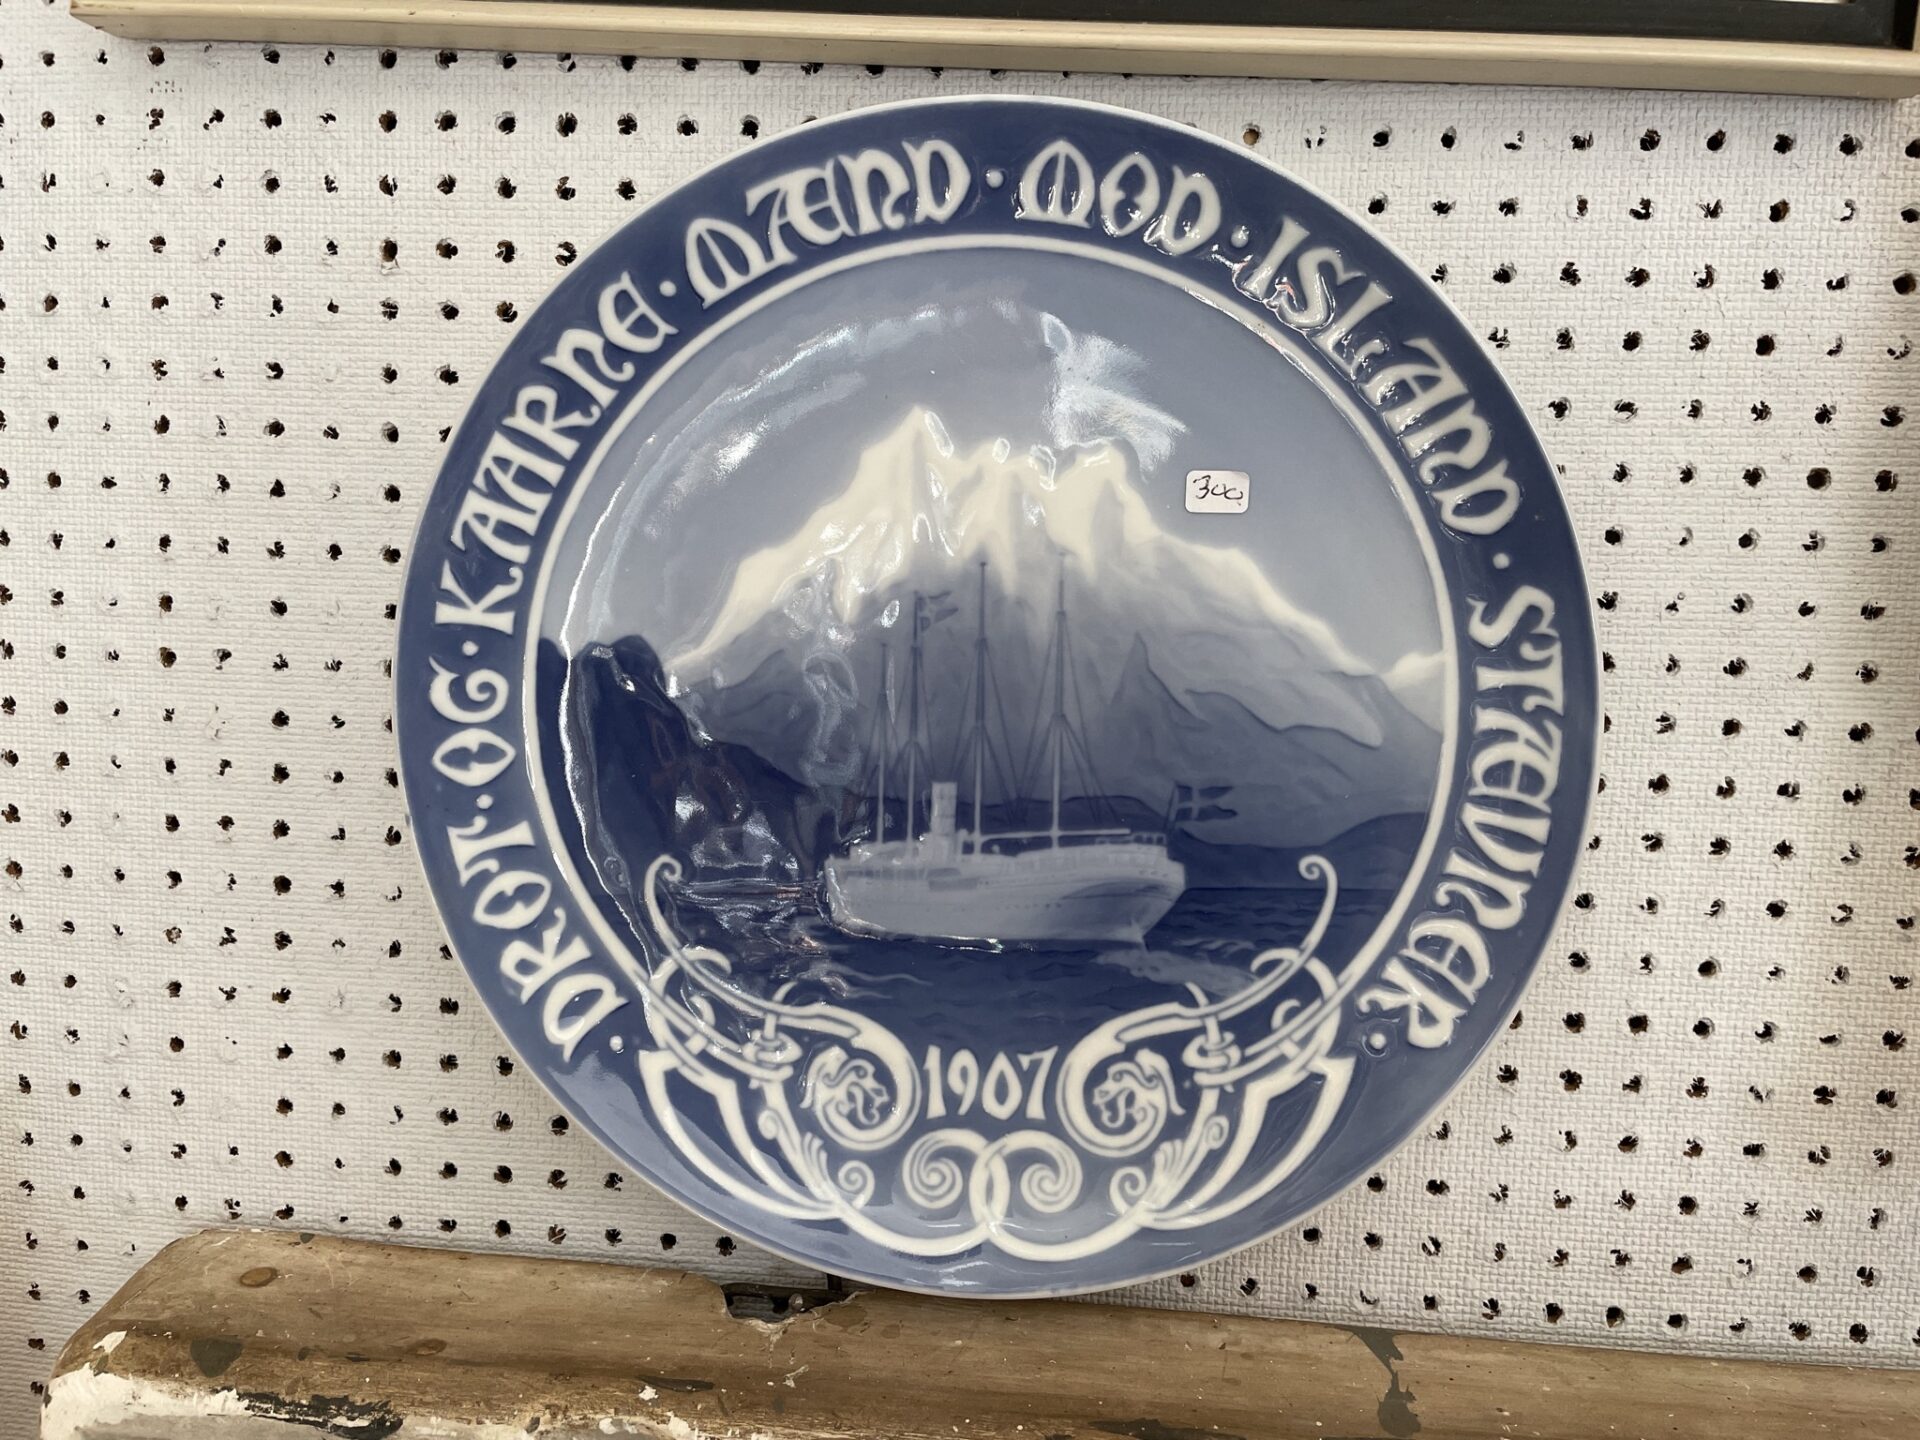 · DROT · OG · KAARNE · MÆND · MOD · ISLAND · STÆVNER ·
300
1907